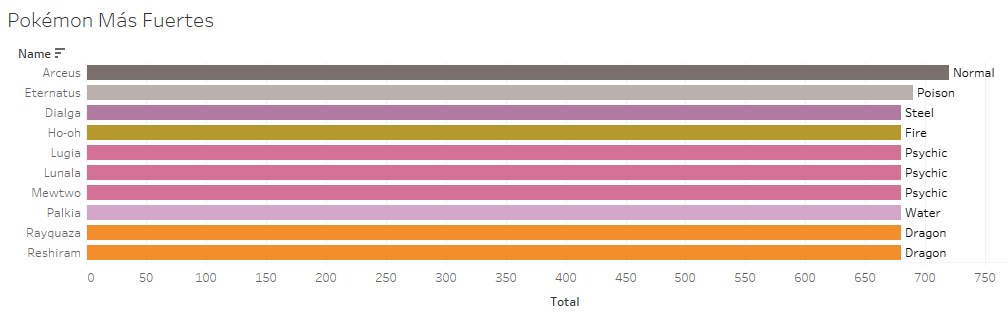 Pokémon Más Fuertes
Name
Arceus Normal
Eternatus Poison
Dialga Steel
Ho-oh Fire
Lugia Psychic
Lunala Psychic
Mewtwo Psychic
Palkia Water
Rayquaza Dragon
Reshiram Dragon
0 50 100 150 200 250 300 350 400 450 500 550 600 650 700 750
Total